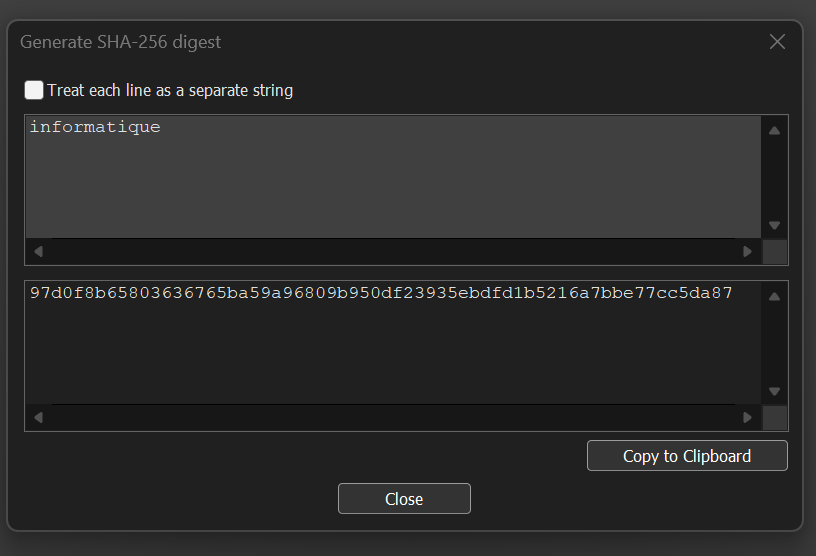 Generate SHA-256 digest
Treat each line as a separate string
informatique
97d0f8b65803636765ba59a96809b950df23935ebdfd1b5216a7bbe77cc5da87
Copy to Clipboard
Close